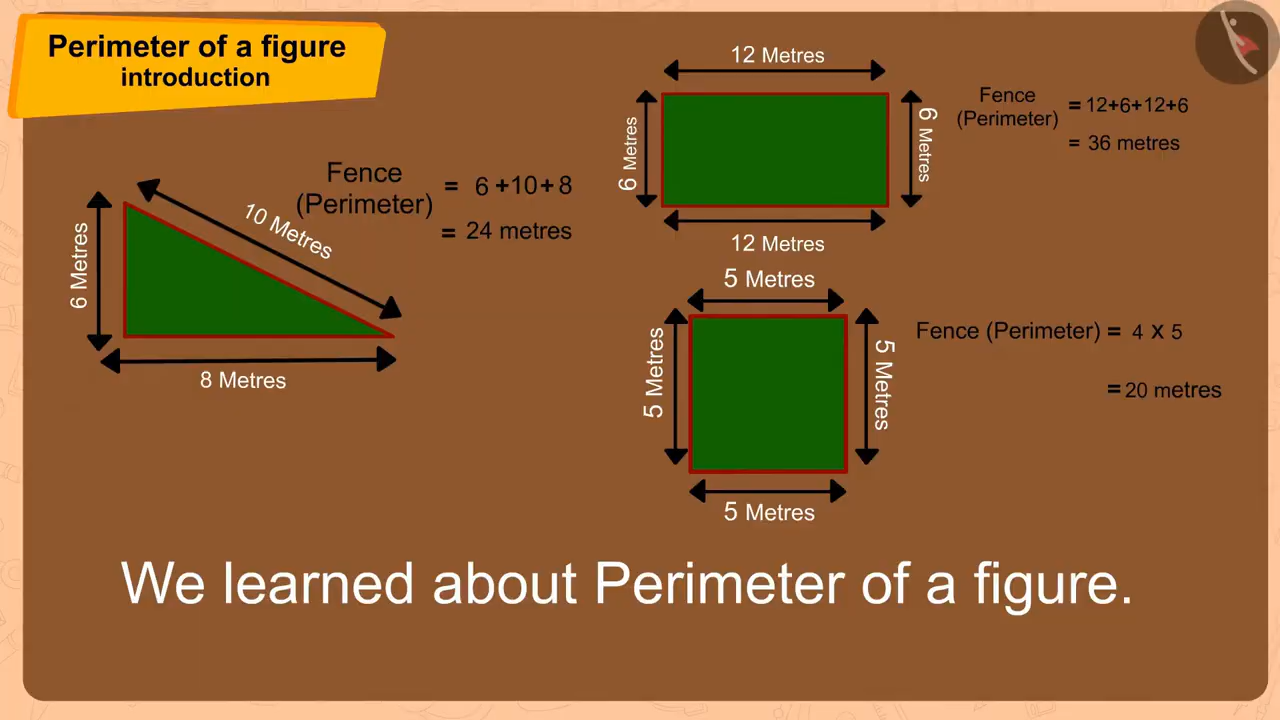 Perimeter of a figure
introduction
6 Metres
10 Metres
8 Metres
Fence
(Perimeter)
= 6 +10+ 8
= 24 metres
12 Metres
6 Metres
6 Metres
12 Metres
Fence
(Perimeter)
= 12+6+12+6
= 36 metres
5 Metres
5 Metres
5 Metres
5 Metres
Fence (Perimeter) = 4 x 5
= 20 metres
We learned about Perimeter of a figure.